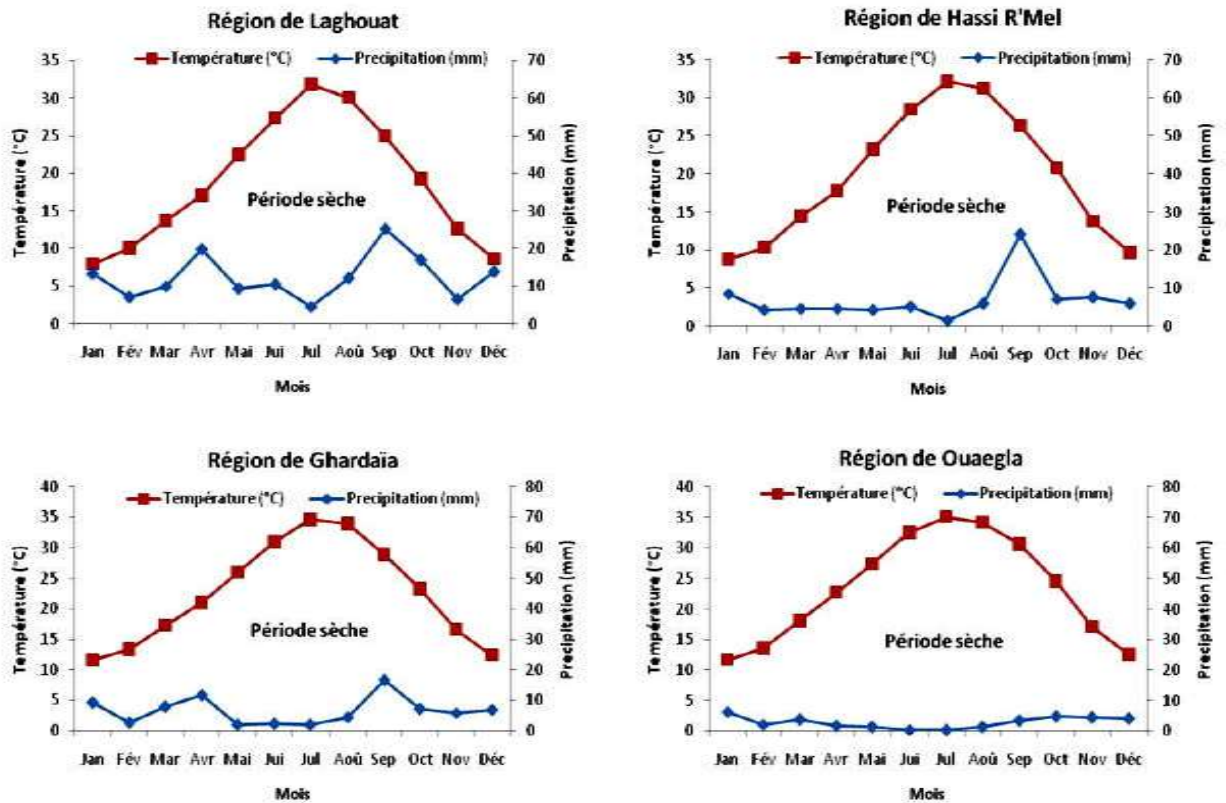 Région de Laghouat
Température (°C) Precipitation (mm)
35 30 25 20 15 10 5 0
Température (°C)
70 60 50 40 30 20 10 0
Precipitation (mm)
Période sèche
Jan Fév Mar Avr Mai Jui Jul Aoû Sep Oct Nov Déc
Mois
Région de Hassi R'Mel
Température (°C) Precipitation (mm)
35 30 25 20 15 10 5 0
Température (°C)
70 60 50 40 30 20 10 0
Precipitation (mm)
Période sèche
Jan Fév Mar Avr Mai Jui Jul Aoû Sep Oct Nov Déc
Mois
Région de Ghardaïa
Température (°C) Precipitation (mm)
40 35 30 25 20 15 10 5 0
Température (°C)
80 70 60 50 40 30 20 10 0
Precipitation (mm)
Période sèche
Jan Fév Mar Avr Mai Jui Jul Aoû Sep Oct Nov Déc
Mois
Région de Ouaegla
Température (°C) Precipitation (mm)
40 35 30 25 20 15 10 5 0
Température (°C)
80 70 60 50 40 30 20 10 0
Precipitation (mm)
Période sèche
Jan Fév Mar Avr Mai Jui Jul Aoû Sep Oct Nov Déc
Mois